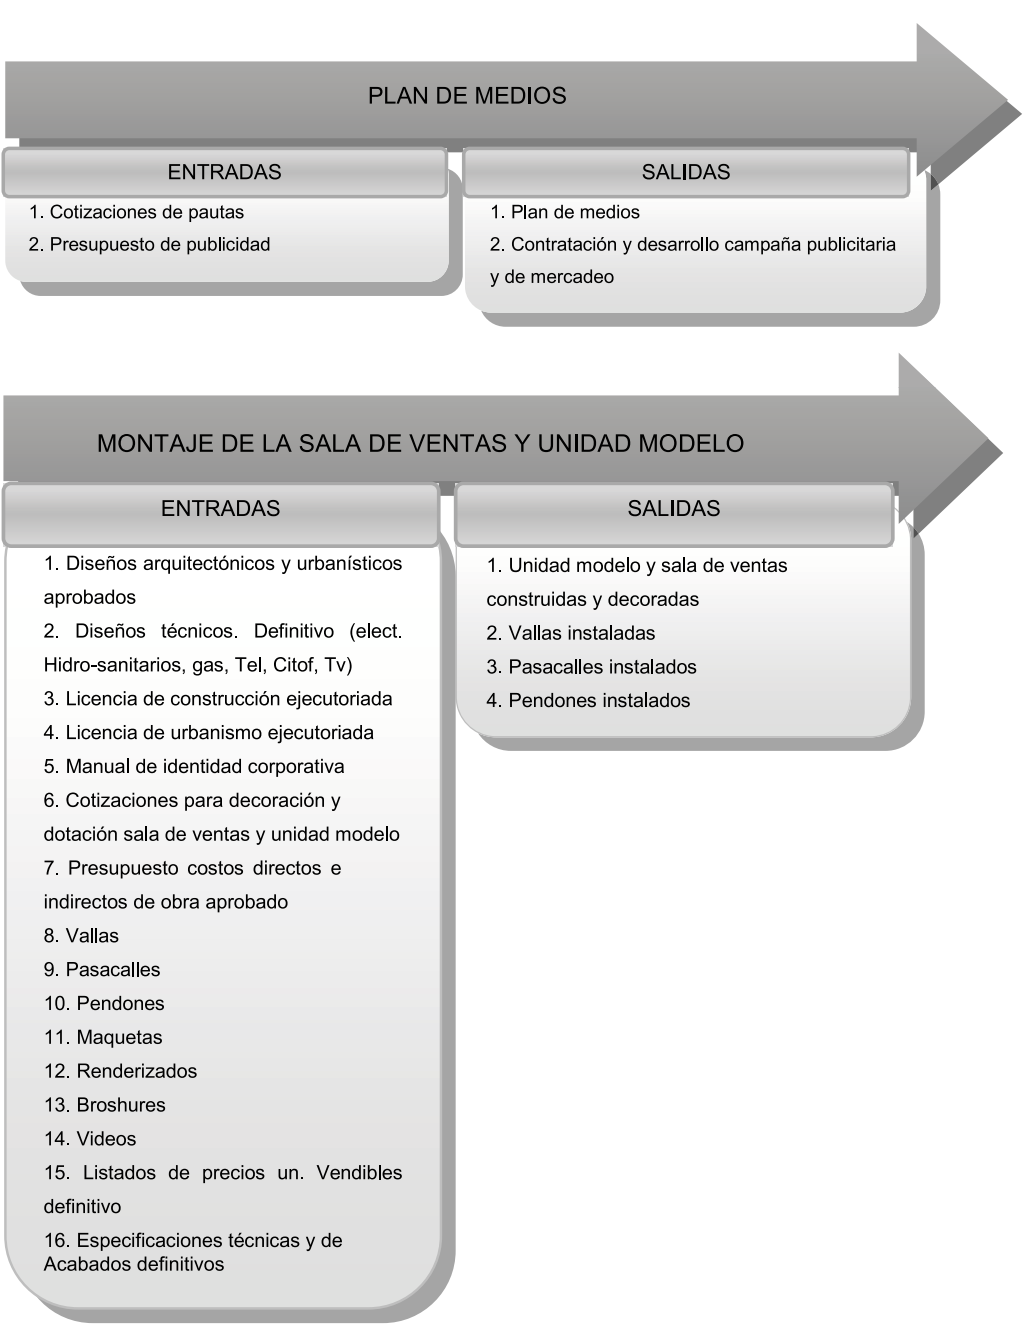 PLAN DE MEDIOS
ENTRADAS
1. Cotizaciones de pautas
2. Presupuesto de publicidad
SALIDAS
1. Plan de medios
2. Contratación y desarrollo campaña publicitaria
y de mercadeo
MONTAJE DE LA SALA DE VENTAS Y UNIDAD MODELO
ENTRADAS
1. Diseños arquitectónicos y urbanísticos
aprobados
2. Diseños técnicos. Definitivo (elect.
Hidro-sanitarios, gas, Tel, Citof, Tv)
3. Licencia de construcción ejecutoriada
4. Licencia de urbanismo ejecutoriada
5. Manual de identidad corporativa
6. Cotizaciones para decoración y
dotación sala de ventas y unidad modelo
7. Presupuesto costos directos e
indirectos de obra aprobado
8. Vallas
9. Pasacalles
10. Pendones
11. Maquetas
12. Renderizados
13. Broshures
14. Videos
15. Listados de precios un. Vendibles
definitivo
16. Especificaciones técnicas y de
Acabados definitivos
SALIDAS
1. Unidad modelo y sala de ventas
construidas y decoradas
2. Vallas instaladas
3. Pasacalles instalados
4. Pendones instalados